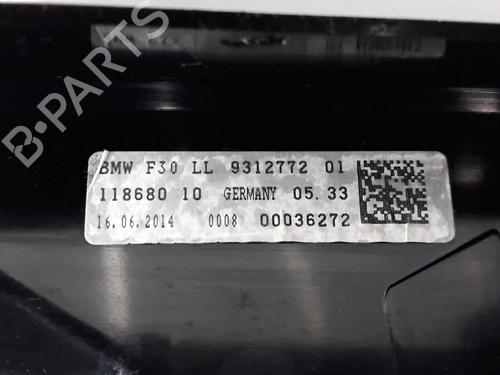 BMW F30 LL 9312772 01
118680 10 GERMANY 05.33
16.06.2014 0008 00036272
B-Parts